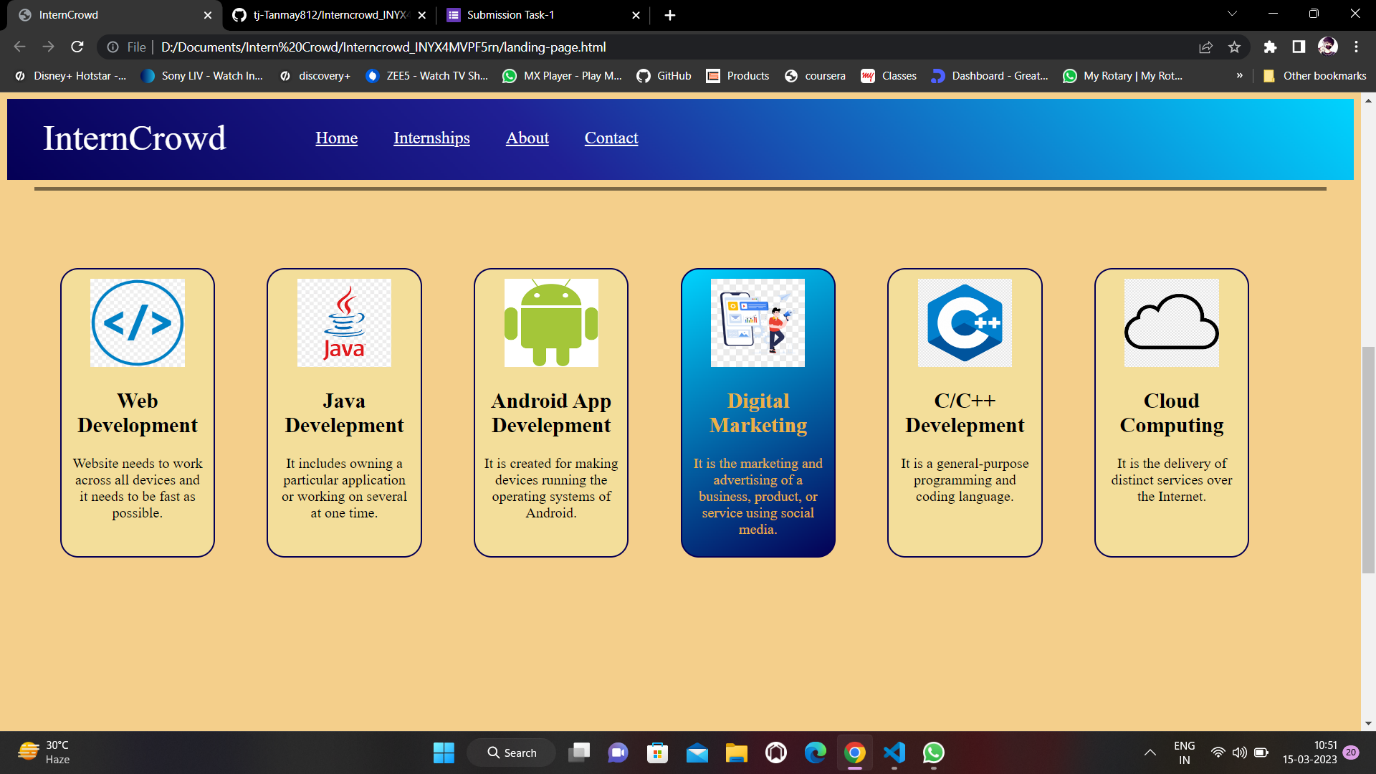 InternCrowd
tj-Tanmay812/Interncrowd_INYX4
Submission Task-1
File
D:/Documents/Intern%20Crowd/Interncrowd_INYX4MVPF5rn/landing-page.html
Disney+ Hotstar -...
Sony LIV - Watch In...
discovery+
ZEE5 - Watch TV Sh...
MX Player - Play M...
GitHub
Products
coursera
my
Classes
Dashboard - Great...
My Rotary | My Rot...
»
Other bookmarks
InternCrowd
Home
Internships
About
Contact
</>
Web
Development
Website needs to work
across all devices and
it needs to be fast as
possible.
Java
Java
Develepment
It includes owning a
particular application
or working on several
at one time.
Android App
Develepment
It is created for making
devices running the
operating systems of
Android.
Digital
Marketing
It is the marketing and
advertising of a
business, product, or
service using social
media.
C++
C/C++
Develepment
It is a general-purpose
programming and
coding language.
Cloud
Computing
It is the delivery of
distinct services over
the Internet.
30°C
Haze
Search
ENG
IN
10:51
15-03-2023
20